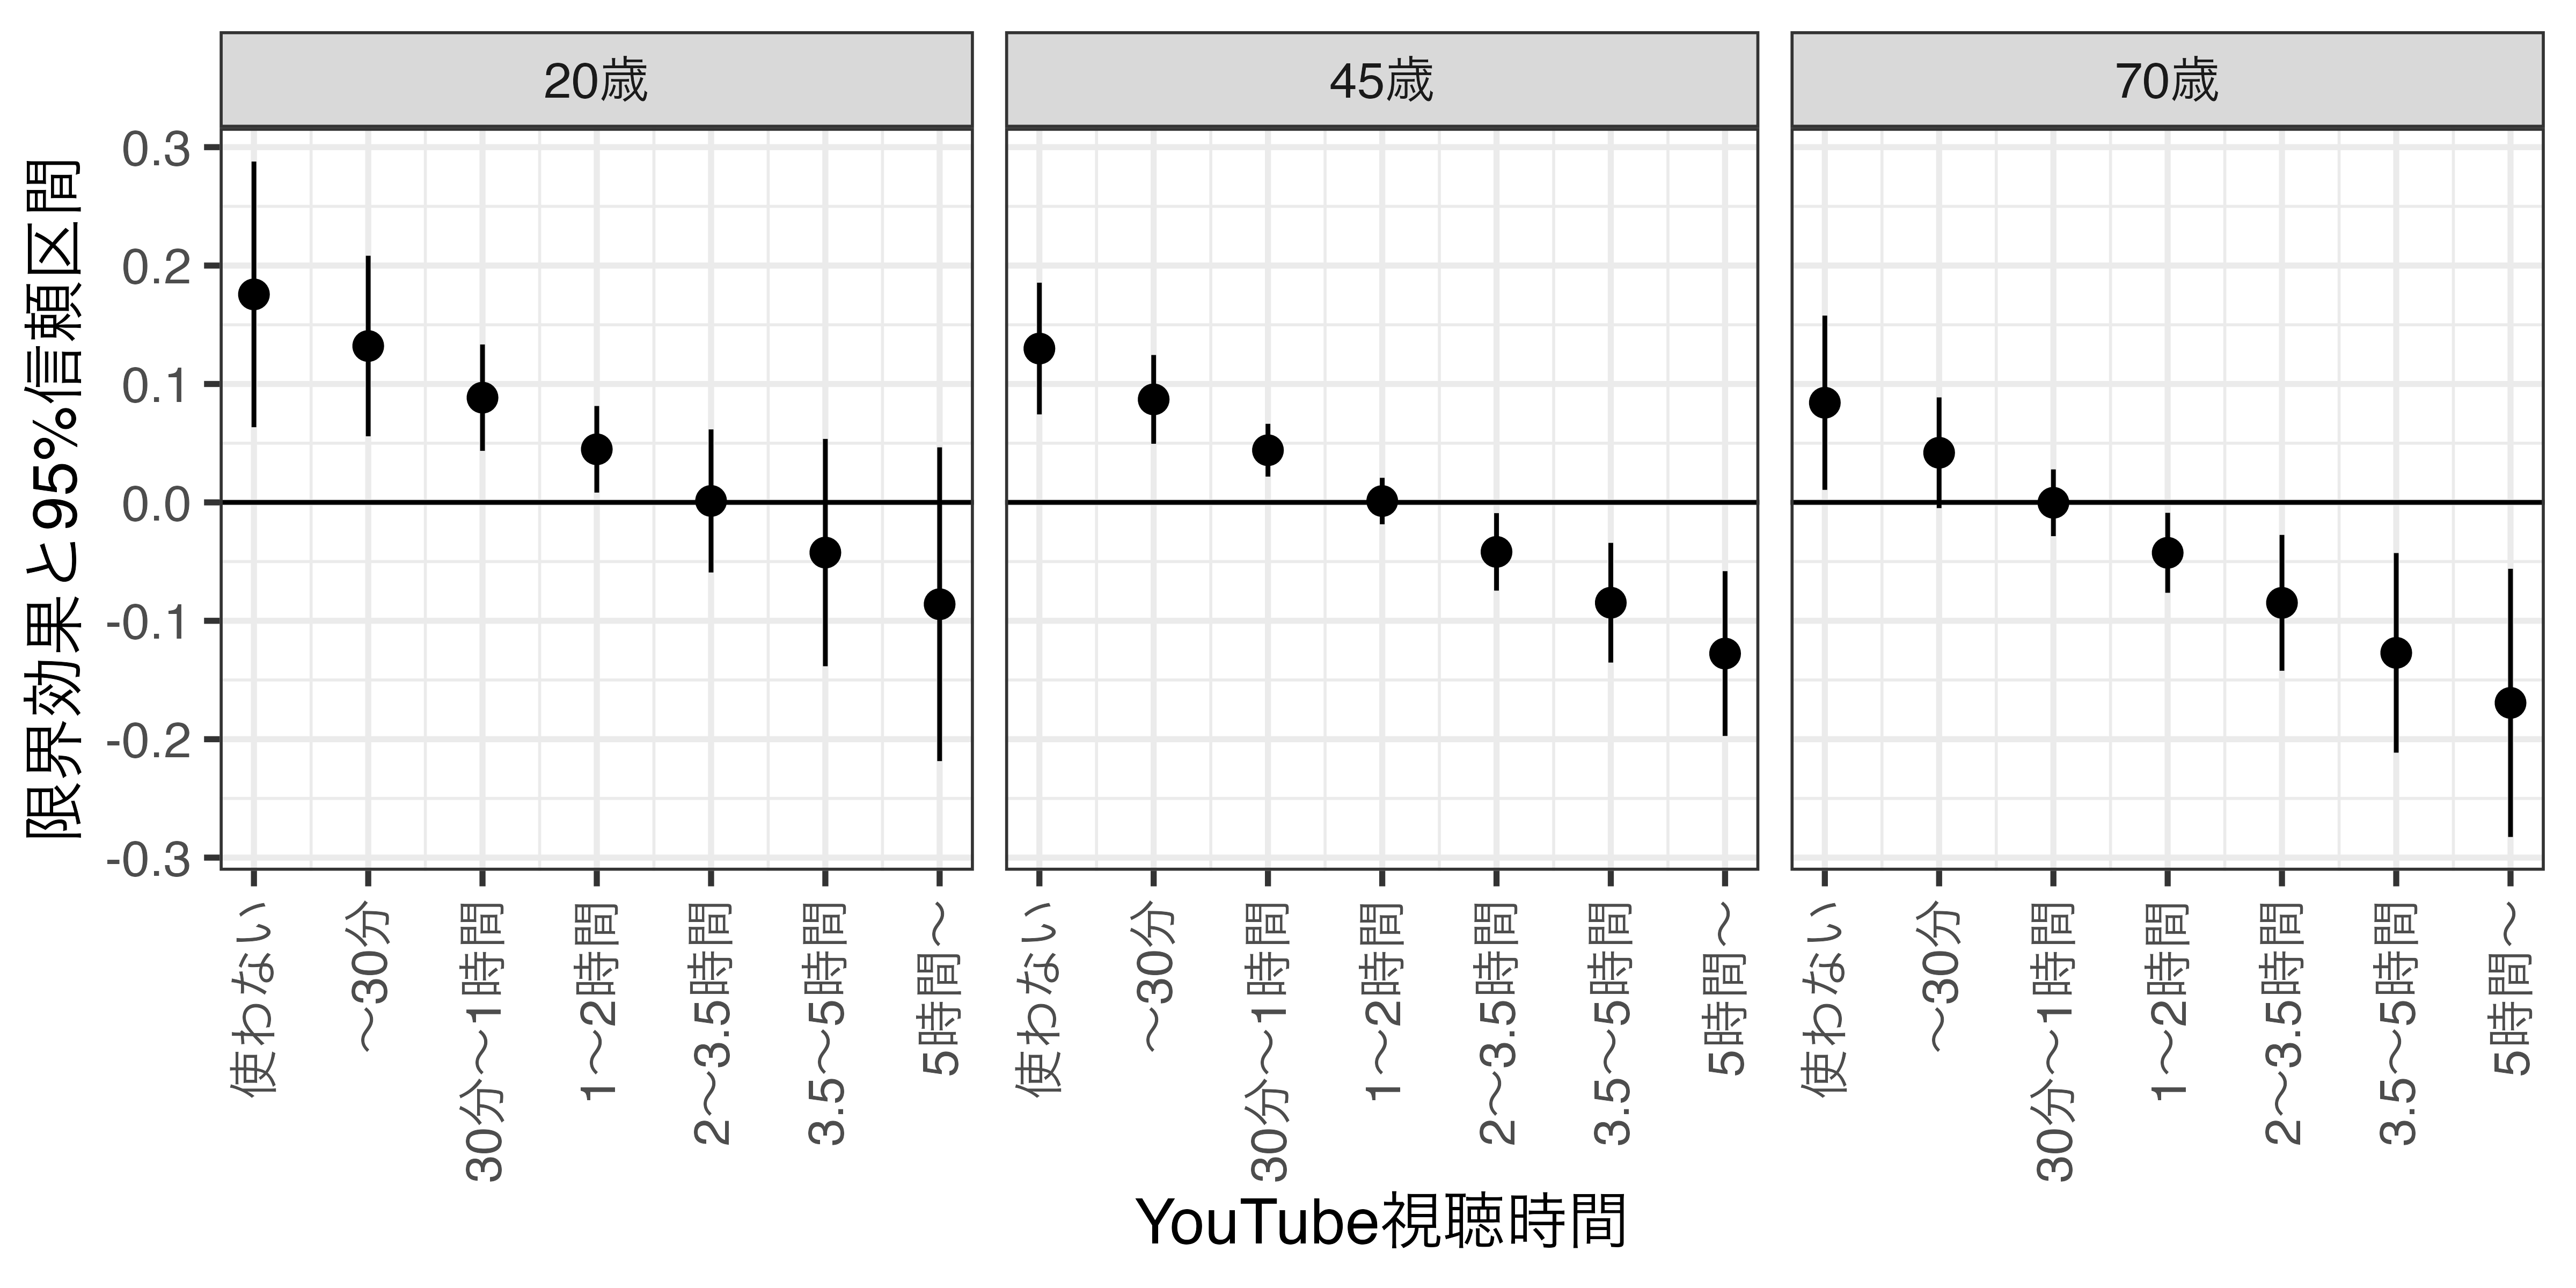 20歳
45歳
70歳
限界効果と95%信頼区間
0.3
0.2
0.1
0.0
-0.1
-0.2
-0.3
使わない
〜30分
30分〜1時間
1〜2時間
2〜3.5時間
3.5〜5時間
5時間〜
使わない
〜30分
30分〜1時間
1〜2時間
2〜3.5時間
3.5〜5時間
5時間〜
使わない
〜30分
30分〜1時間
1〜2時間
2〜3.5時間
3.5〜5時間
5時間〜
YouTube視聴時間